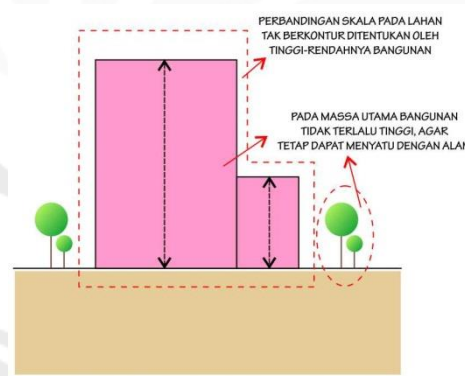 PERBANDINGAN SKALA PADA LAHAN
TAK BERKONTUR DITENTUKAN OLEH
TINGGI-RENDAHNYA BANGUNAN
PADA MASSA UTAMA BANGUNAN
TIDAK TERLALU TINGGI, AGAR
TETAP DAPAT MENYATU DENGAN ALAM